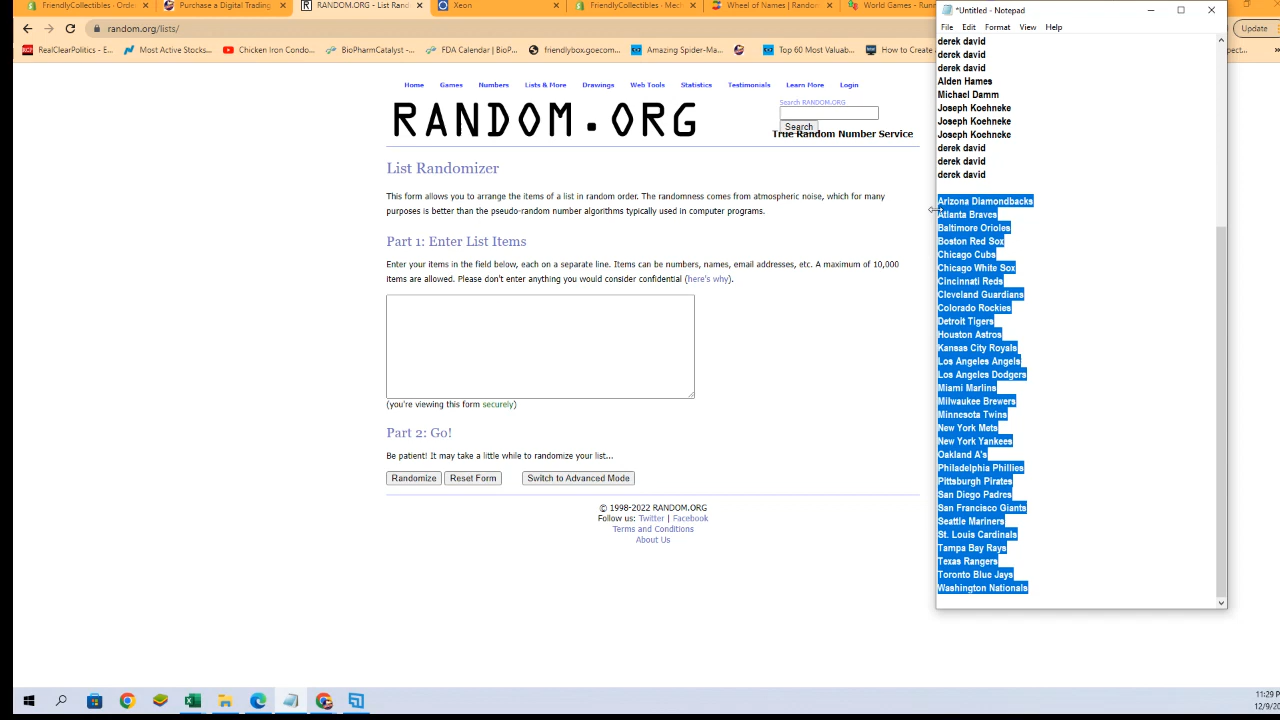 FriendlyCollectibles - Orde
Purchase a Digital Trading
RANDOM.ORG - List Rand
Xeon
FriendlyCollectibles - Mech
Wheel of Names | Random
World Games - Run
random.org/lists/
Update
RealClearPolitics - E...
Most Active Stocks...
Chicken Iron Condo...
BioPharmCatalyst -...
FDA Calendar | BioP...
friendlybox.goecom...
Amazing Spider-Ma...
Top 60 Most Valuab...
How to Create
Home
Games
Numbers
Lists & More
Drawings
Web Tools
Statistics
Testimonials
Learn More
Login
RANDOM.ORG
Search RANDOM.ORG
Search
True Random Number Service
List Randomizer
This form allows you to arrange the items of a list in random order. The randomness comes from atmospheric noise, which for many
purposes is better than the pseudo-random number algorithms typically used in computer programs.
Part 1: Enter List Items
Enter your items in the field below, each on a separate line. Items can be numbers, names, email addresses, etc. A maximum of 10,000
items are allowed. Please don't enter anything you would consider confidential (here's why).
(you're viewing this form securely)
Part 2: Go!
Be patient! It may take a little while to randomize your list...
Randomize
Reset Form
Switch to Advanced Mode
© 1998-2022 RANDOM.ORG
Follow us: Twitter | Facebook
Terms and Conditions
About Us
*Untitled - Notepad
File
Edit
Format
View
Help
derek david
derek david
derek david
Alden Hames
Michael Damm
Joseph Koehneke
Joseph Koehneke
Joseph Koehneke
derek david
derek david
derek david
Arizona Diamondbacks
Atlanta Braves
Baltimore Orioles
Boston Red Sox
Chicago Cubs
Chicago White Sox
Cincinnati Reds
Cleveland Guardians
Colorado Rockies
Detroit Tigers
Houston Astros
Kansas City Royals
Los Angeles Angels
Los Angeles Dodgers
Miami Marlins
Milwaukee Brewers
Minnesota Twins
New York Mets
New York Yankees
Oakland A's
Philadelphia Phillies
Pittsburgh Pirates
San Diego Padres
San Francisco Giants
Seattle Mariners
St. Louis Cardinals
Tampa Bay Rays
Texas Rangers
Toronto Blue Jays
Washington Nationals
11:29 P
12/9/20